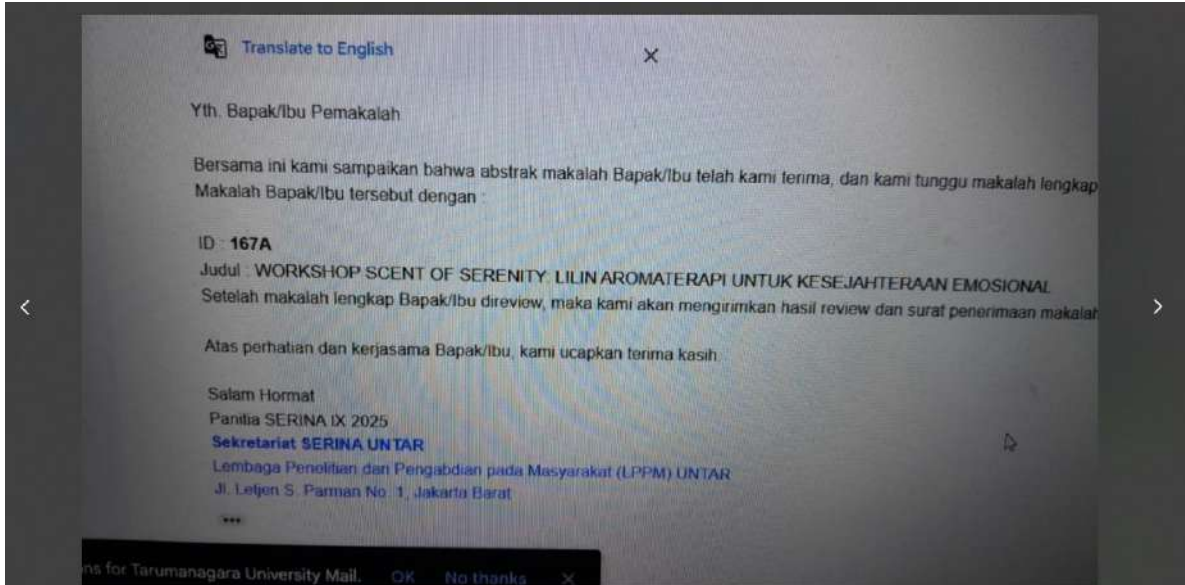 Translate to English
Yth. Bapak/Ibu Pemakalah
Bersama ini kami sampaikan bahwa abstrak makalah Bapak/Ibu telah kami terima, dan kami tunggu makalah lengkap
Makalah Bapak/Ibu tersebut dengan :
ID : 167A
Judul : WORKSHOP SCENT OF SERENITY: LILIN AROMATERAPI UNTUK KESEJAHTERAAN EMOSIONAL
Setelah makalah lengkap Bapak/Ibu direview, maka kami akan mengirimkan hasil review dan surat penerimaan makalah
Atas perhatian dan kerjasama Bapak/Ibu, kami ucapkan terima kasih
Salam Hormat
Panitia SERINA IX 2025
Sekretariat SERINA UNTAR
Lembaga Penelitian dan Pengabdian pada Masyarakat (LPPM) UNTAR
Jl. Letjen S. Parman No. 1, Jakarta Barat
ns for Tarumanagara University Mail. OK No thanks